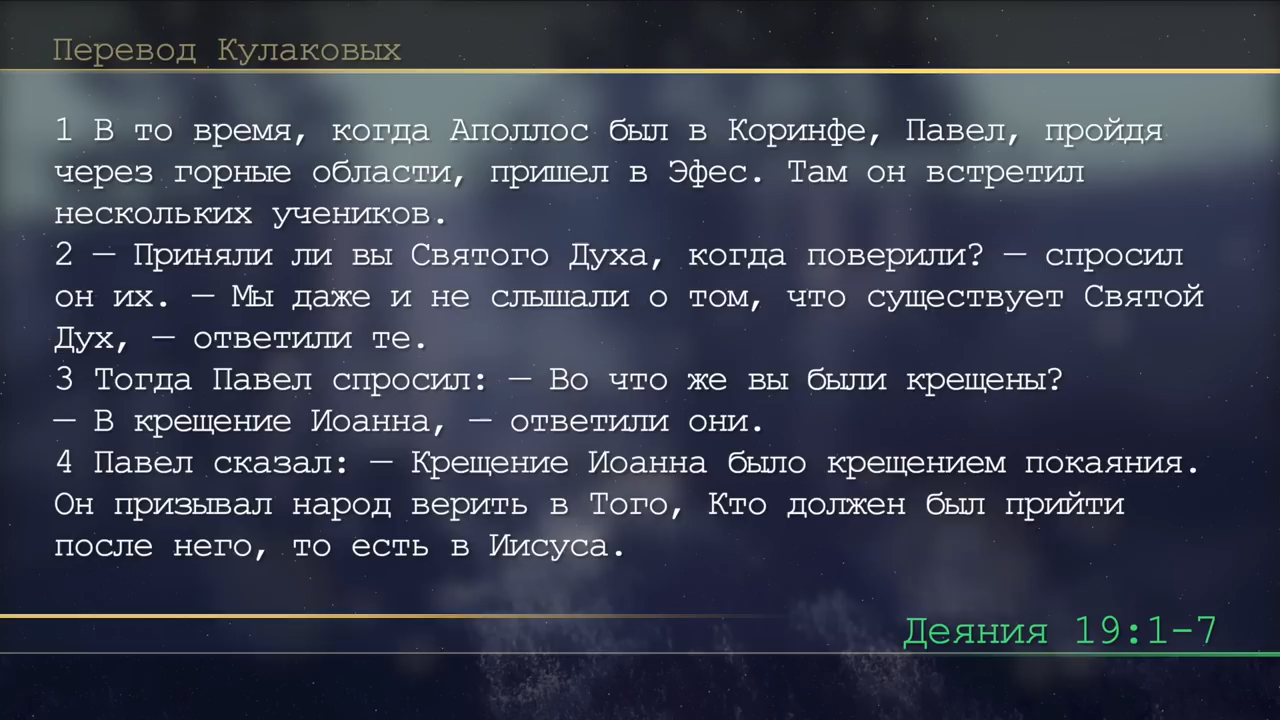 Перевод Кулаковых
1 В то время, когда Аполлос был в Коринфе, Павел, пройдя
через горные области, пришел в Эфес. Там он встретил
нескольких учеников.
2 — Приняли ли вы Святого Духа, когда поверили? — спросил
он их. — Мы даже и не слышали о том, что существует Святой
Дух, — ответили те.
3 Тогда Павел спросил: — Во что же вы были крещены?
— В крещение Иоанна, — ответили они.
4 Павел сказал: — Крещение Иоанна было крещением покаяния.
Он призывал народ верить в Того, Кто должен был прийти
после него, то есть в Иисуса.
Деяния 19:1-7